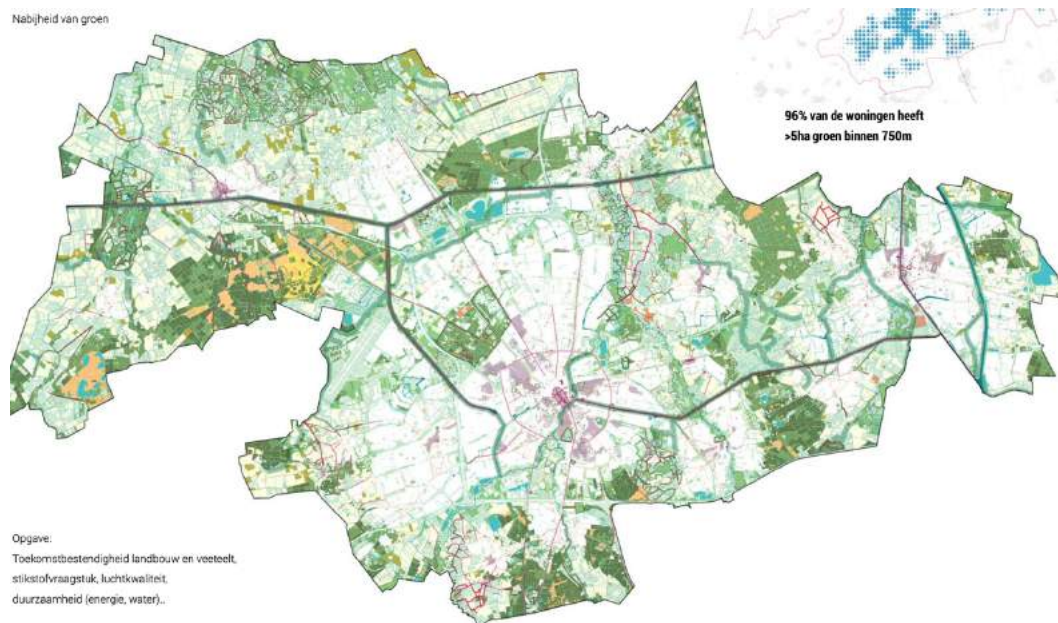 Nabijheid van groen
96% van de woningen heeft
>5ha groen binnen 750m
Opgave:
Toekomstbestendigheid landbouw en veeteelt,
stikstofvraagstuk, luchtkwaliteit,
duurzaamheid (energie, water)..